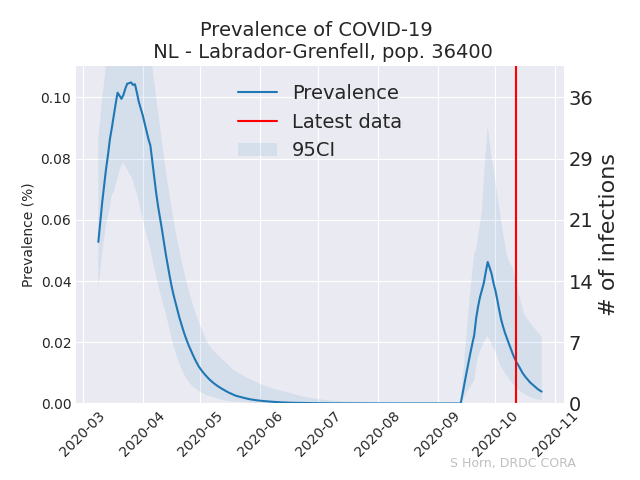 Prevalence of COVID-19
NL - Labrador-Grenfell, pop. 36400
Prevalence
Latest data
95CI
Prevalence (%)
0.10
0.08
0.06
0.04
0.02
0.00
36
29
21
14
7
0
# of infections
2020-03
2020-04
2020-05
2020-06
2020-07
2020-08
2020-09
2020-10
2020-11
S Horn, DRDC CORA